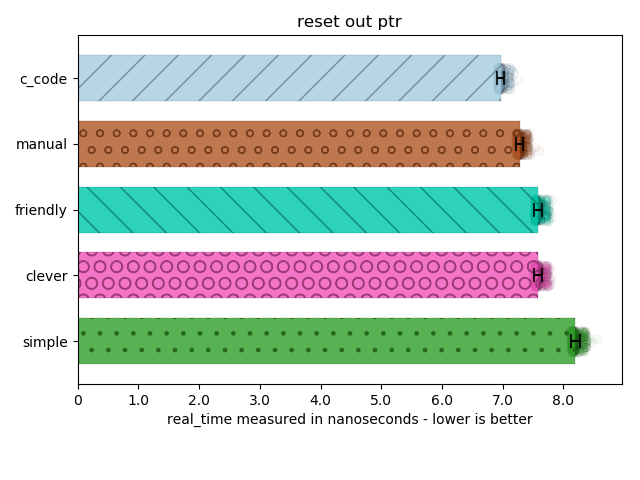 reset out ptr
c_code
manual
friendly
clever
simple
0 1.0 2.0 3.0 4.0 5.0 6.0 7.0 8.0
real_time measured in nanoseconds - lower is better